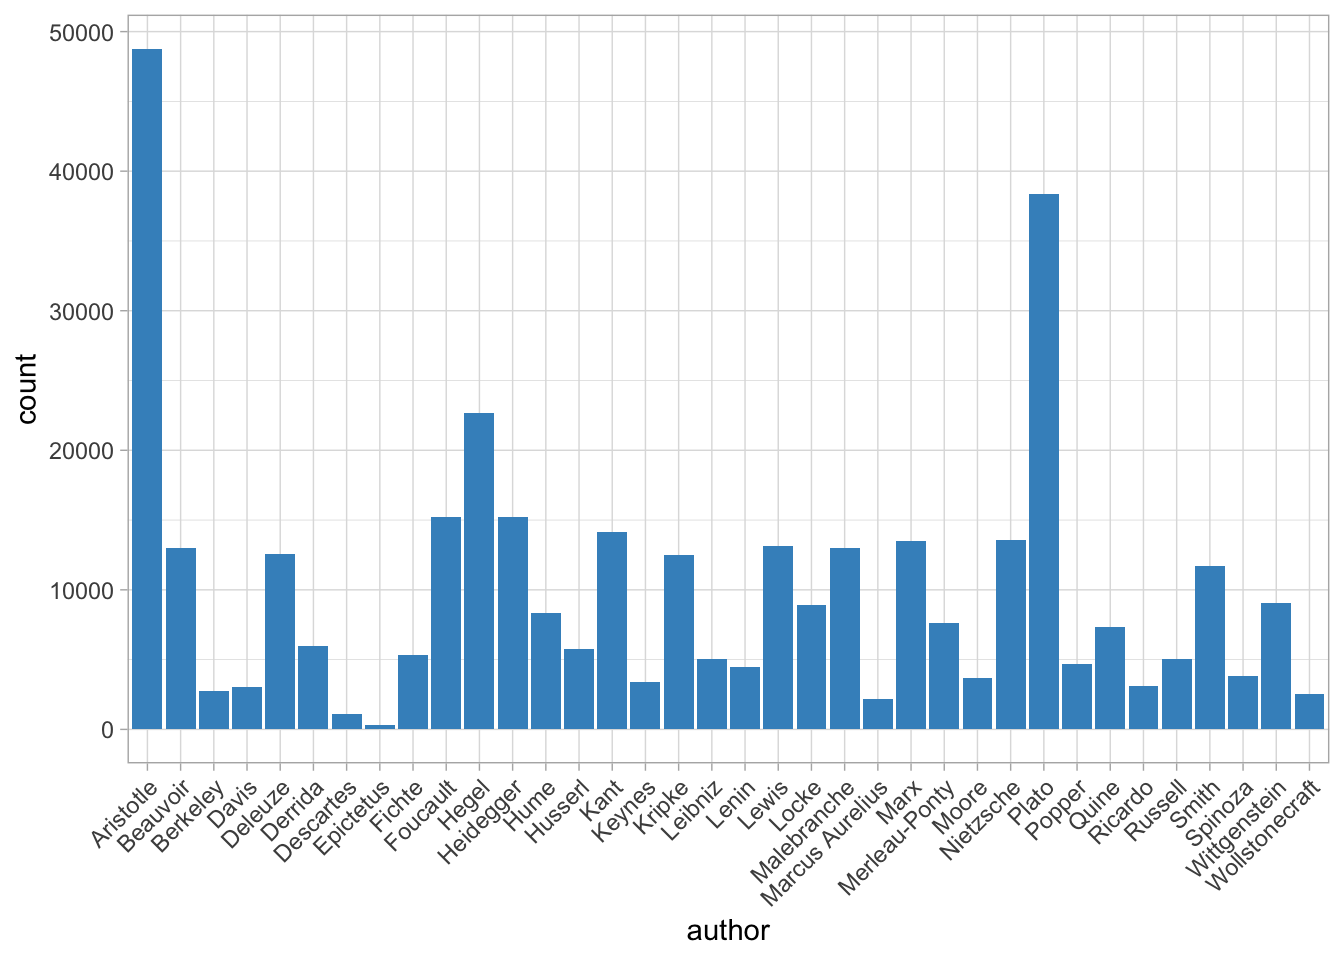 50000
40000
30000
20000
10000
0
count
Aristotle
Beauvoir
Berkeley
Davis
Deleuze
Derrida
Descartes
Epictetus
Fichte
Foucault
Hegel
Heidegger
Hume
Husserl
Kant
Keynes
Kripke
Leibniz
Lenin
Lewis
Locke
Malebranche
Marcus Aurelius
Marx
Merleau-Ponty
Moore
Nietzsche
Plato
Popper
Quine
Ricardo
Russell
Smith
Spinoza
Wittgenstein
Wollstonecraft
author